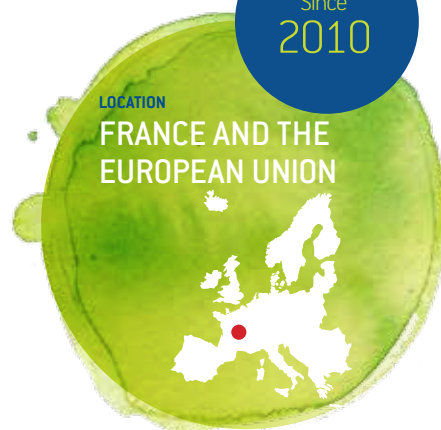 Since
2010
LOCATION
FRANCE AND THE
EUROPEAN UNION